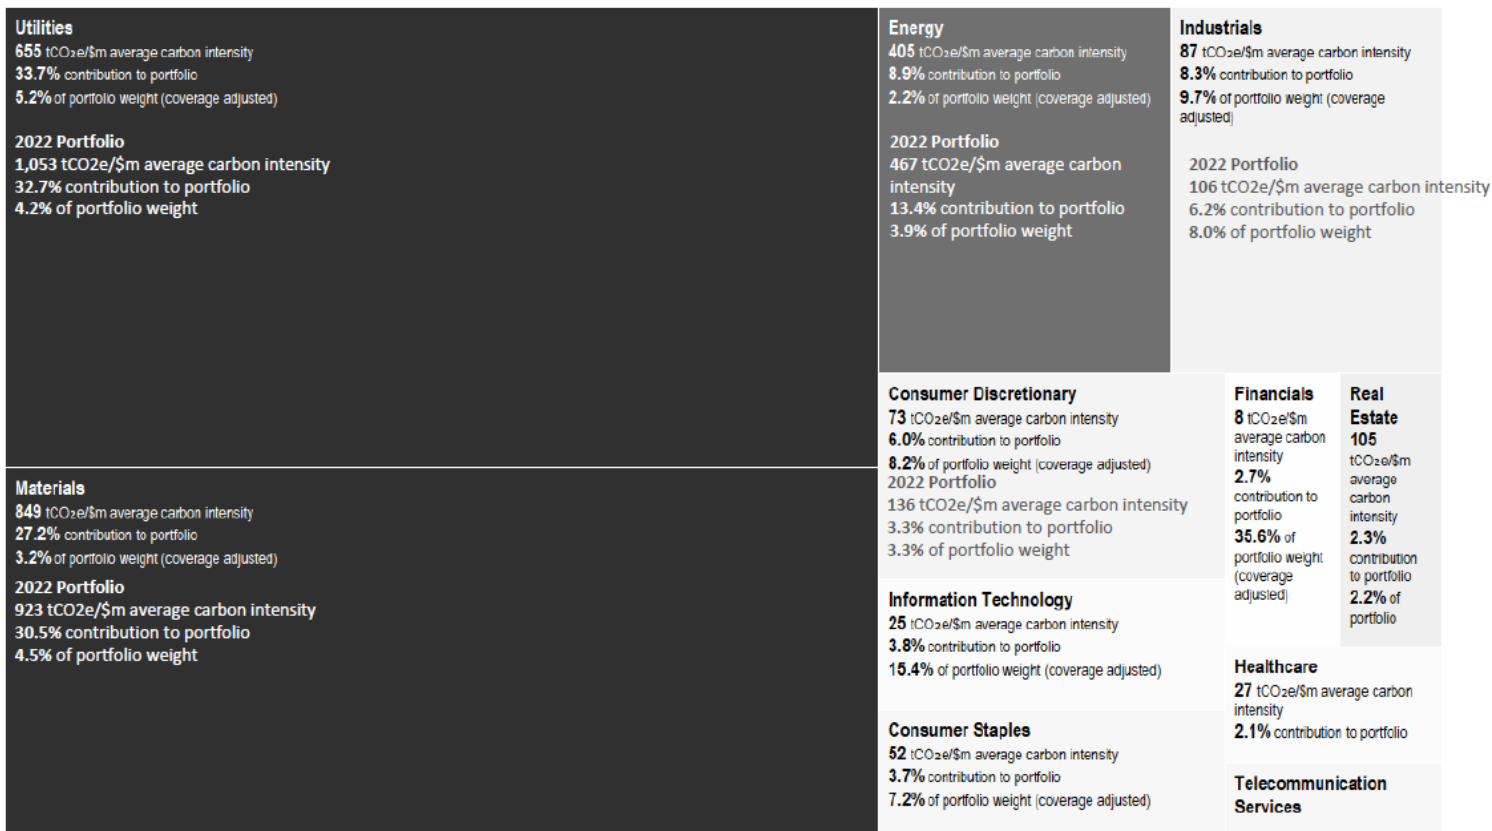 Utilities
655 tCO₂e/$m average carbon intensity
33.7% contribution to portfolio
5.2% of portfolio weight (coverage adjusted)
2022 Portfolio
1,053 tCO2e/$m average carbon intensity
32.7% contribution to portfolio
4.2% of portfolio weight
Materials
849 tCO₂e/$m average carbon intensity
27.2% contribution to portfolio
3.2% of portfolio weight (coverage adjusted)
2022 Portfolio
923 tCO2e/$m average carbon intensity
30.5% contribution to portfolio
4.5% of portfolio weight
Energy
405 tCO₂e/$m average carbon intensity
8.9% contribution to portfolio
2.2% of portfolio weight (coverage adjusted)
2022 Portfolio
467 tCO2e/$m average carbon
intensity
13.4% contribution to portfolio
3.9% of portfolio weight
Industrials
87 tCO₂e/$m average carbon intensity
8.3% contribution to portfolio
9.7% of portfolio weight (coverage
adjusted)
2022 Portfolio
106 tCO2e/$m average carbon intensity
6.2% contribution to portfolio
8.0% of portfolio weight
Consumer Discretionary
73 tCO₂e/$m average carbon intensity
6.0% contribution to portfolio
8.2% of portfolio weight (coverage adjusted)
2022 Portfolio
136 tCO2e/$m average carbon intensity
3.3% contribution to portfolio
3.3% of portfolio weight
Information Technology
25 tCO₂e/$m average carbon intensity
3.8% contribution to portfolio
15.4% of portfolio weight (coverage adjusted)
Consumer Staples
52 tCO₂e/$m average carbon intensity
3.7% contribution to portfolio
7.2% of portfolio weight (coverage adjusted)
Financials
8 tCO₂e/$m
average carbon
intensity
2.7%
contribution to
portfolio
35.6% of
portfolio weight
(coverage
adjusted)
Real
Estate
105
tCO₂e/$m
average
carbon
intensity
2.3%
contribution
to portfolio
2.2% of
portfolio
Healthcare
27 tCO₂e/$m average carbon
intensity
2.1% contribution to portfolio
Telecommunication
Services